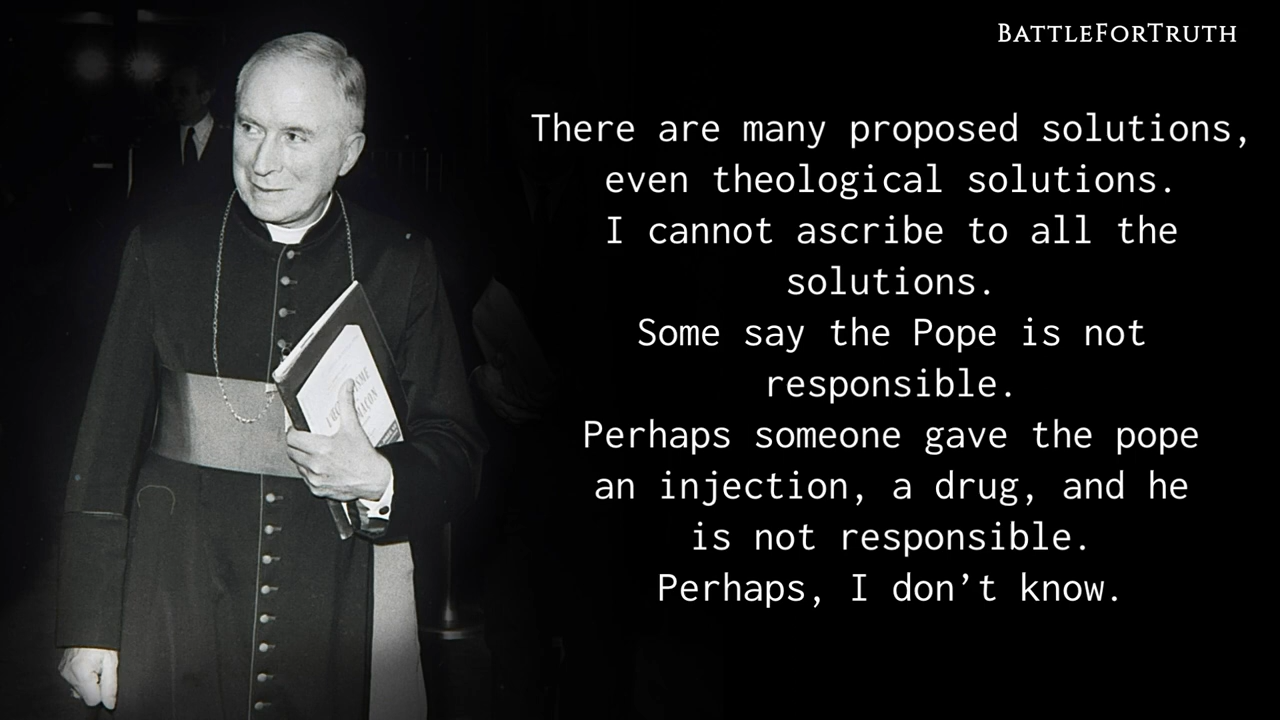 BATTLEFORTRUTH
There are many proposed solutions,
even theological solutions.
I cannot ascribe to all the
solutions.
Some say the Pope is not
responsible.
Perhaps someone gave the pope
an injection, a drug, and he
is not responsible.
Perhaps, I don’t know.